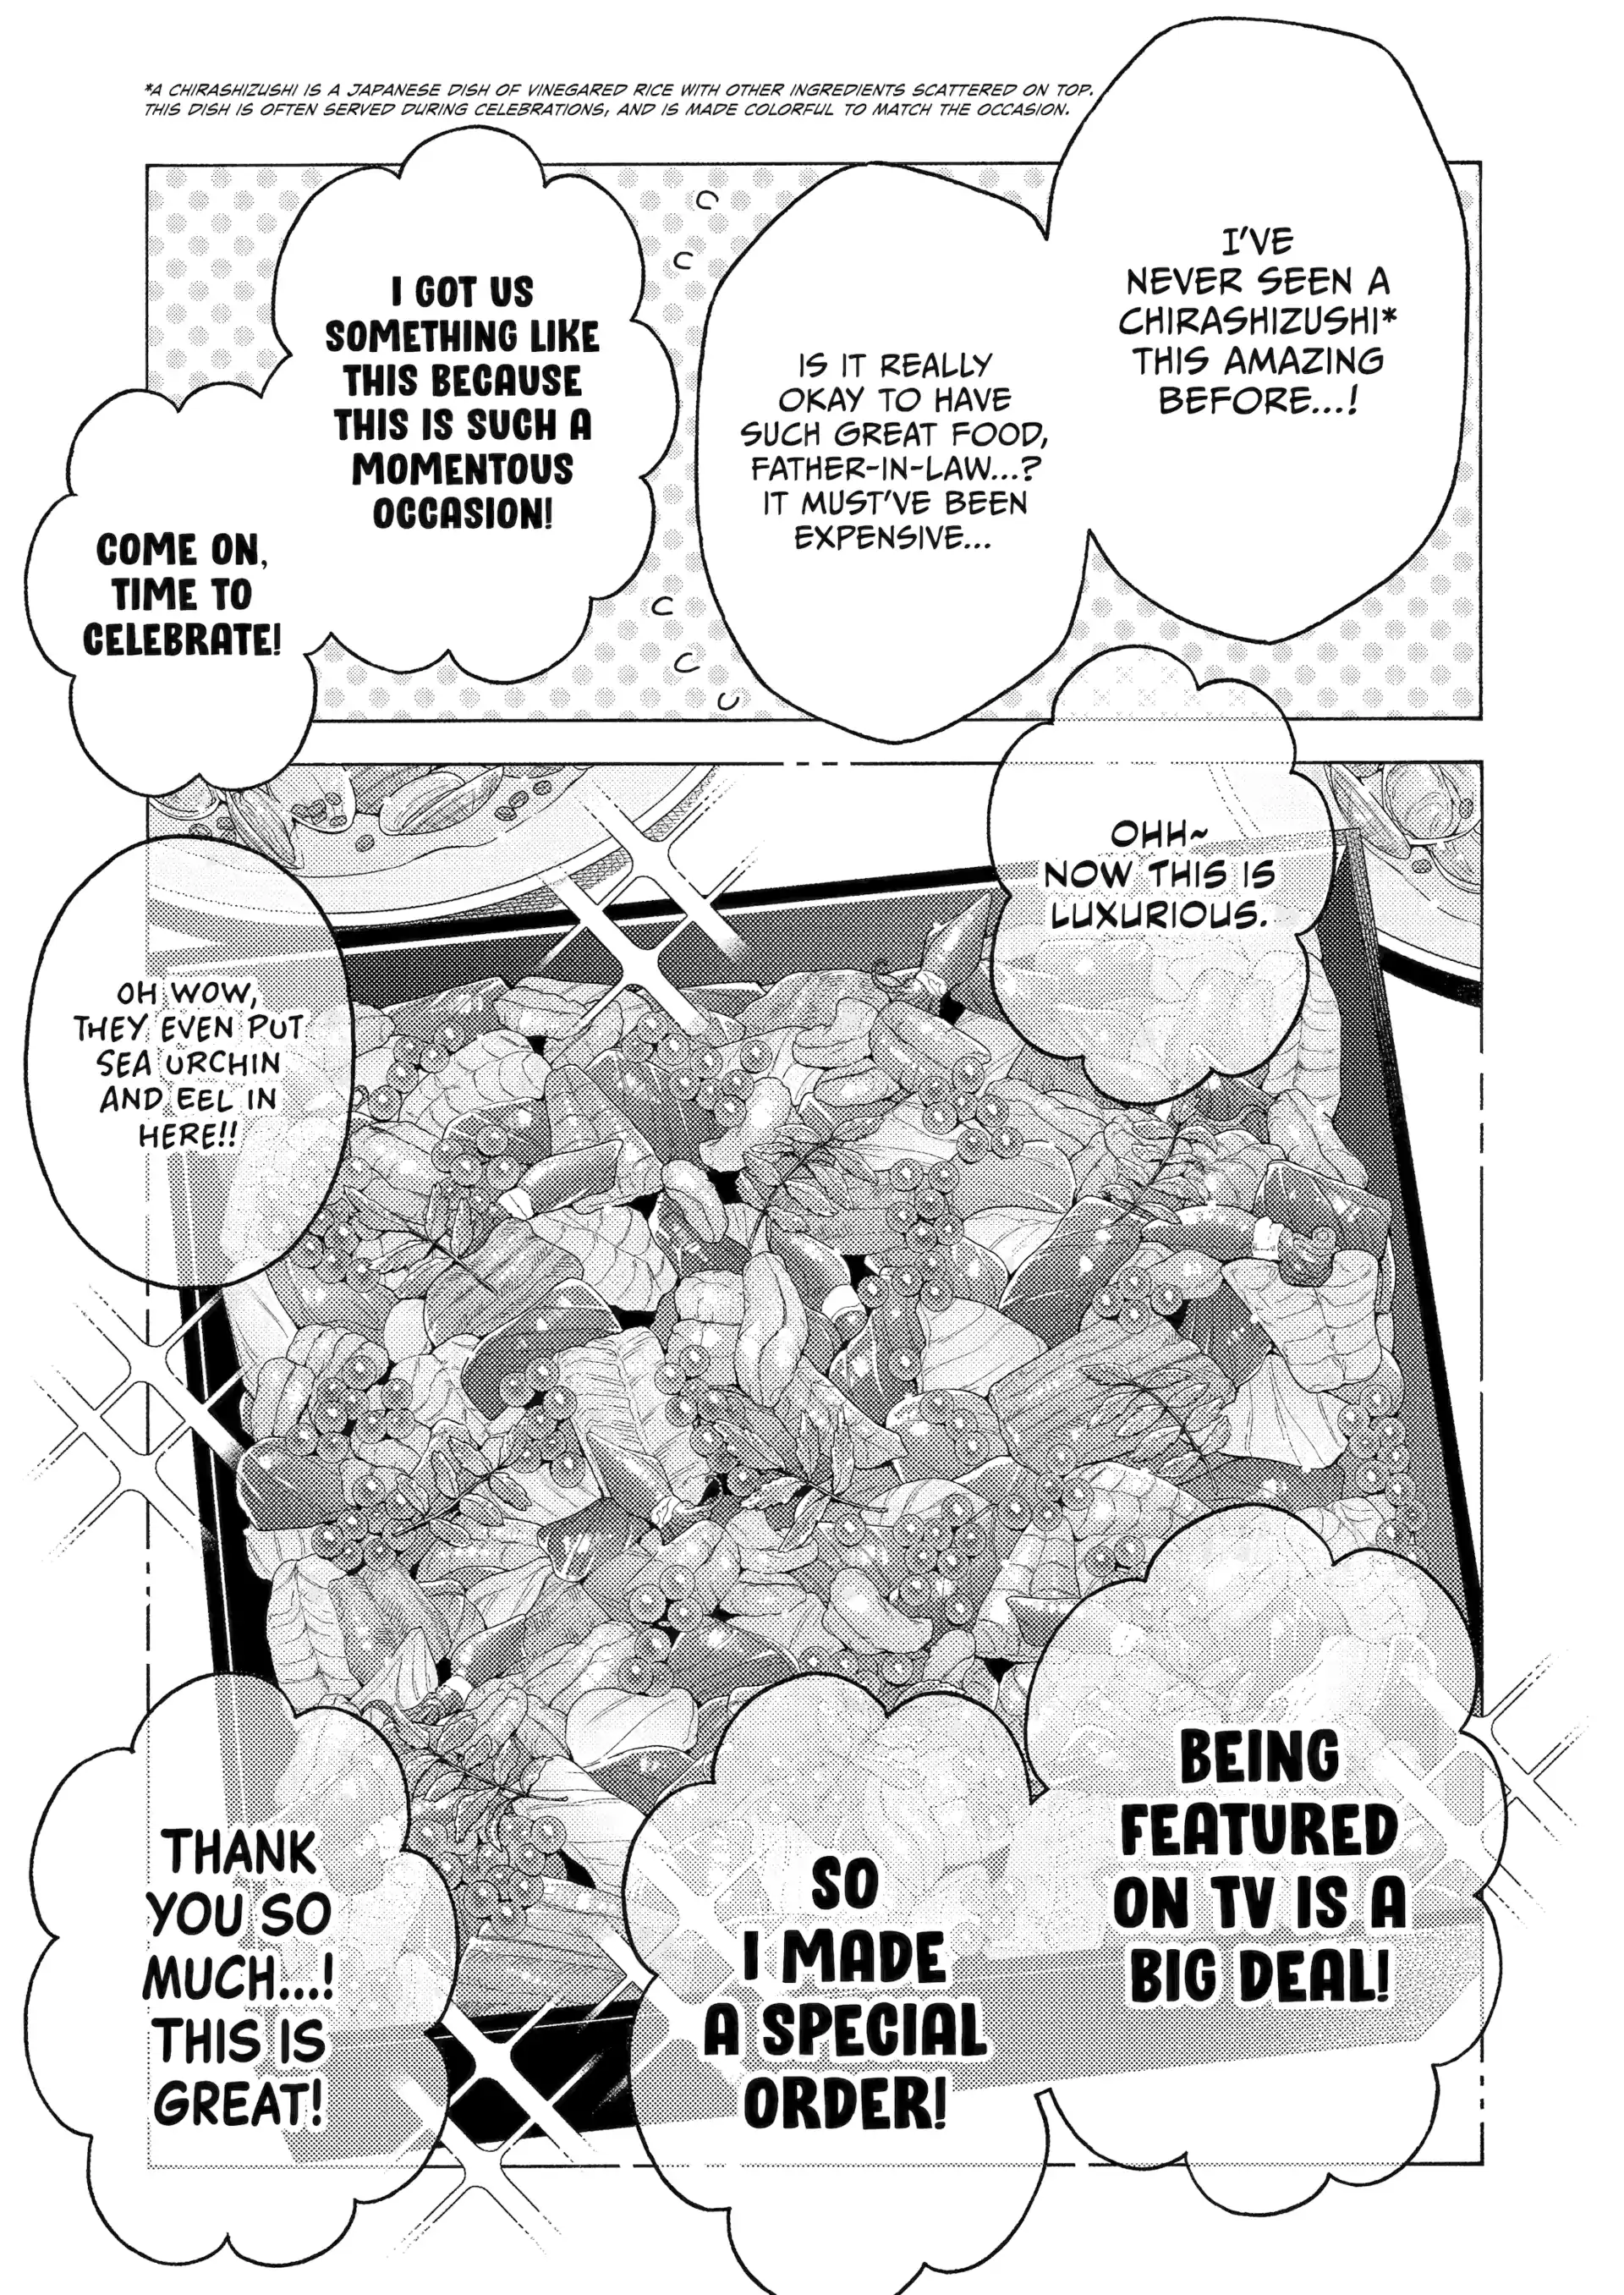 *A CHIRASHIZUSHI IS A JAPANESE DISH OF VINEGARED RICE WITH OTHER INGREDIENTS SCATTERED ON TOP.
THIS DISH IS OFTEN SERVED DURING CELEBRATIONS, AND IS MADE COLORFUL TO MATCH THE OCCASION.
I'VE
NEVER SEEN A
CHIRASHIZUSHI*
THIS AMAZING
BEFORE...!
IS IT REALLY
OKAY TO HAVE
SUCH GREAT FOOD,
FATHER-IN-LAW...?
IT MUST'VE BEEN
EXPENSIVE...
I GOT US
SOMETHING LIKE
THIS BECAUSE
THIS IS SUCH A
MOMENTOUS
OCCASION!
COME ON,
TIME TO
CELEBRATE!
OHH~
NOW THIS IS
LUXURIOUS.
OH WOW,
THEY EVEN PUT
SEA URCHIN
AND EEL IN
HERE!!
BEING
FEATURED
ON TV IS A
BIG DEAL!
SO
I MADE
A SPECIAL
ORDER!
THANK
YOU SO
MUCH...!
THIS IS
GREAT!